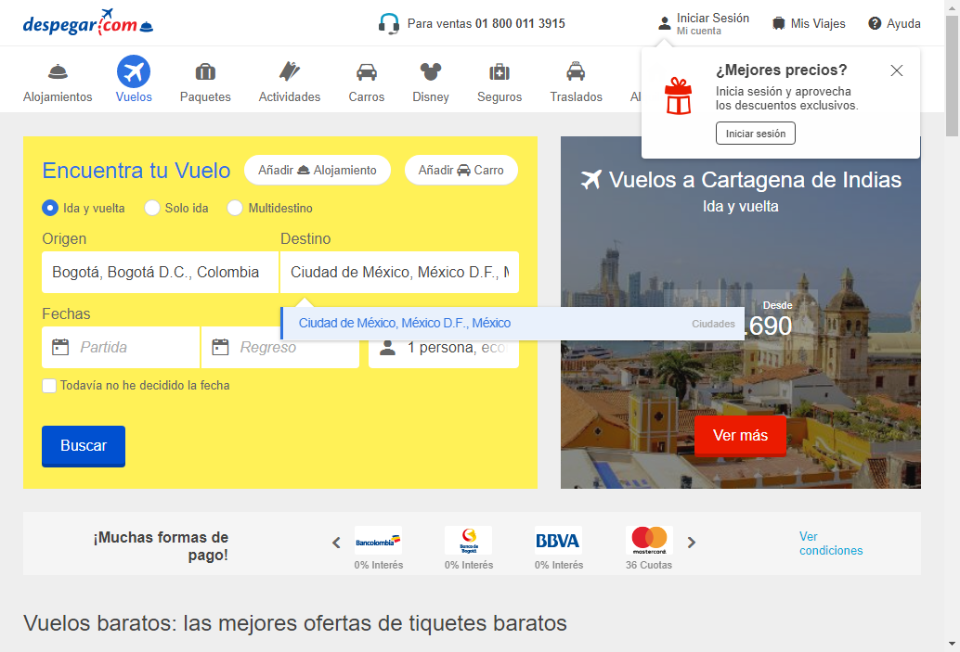 despegar.com
Para ventas 01 800 011 3915
Iniciar Sesión
Mi cuenta
Mis Viajes
Ayuda
Alojamientos
Vuelos
Paquetes
Actividades
Carros
Disney
Seguros
Traslados
¿Mejores precios?
Inicia sesión y aprovecha
los descuentos exclusivos.
Iniciar sesión
Encuentra tu Vuelo
Añadir Alojamiento
Añadir Carro
Ida y vuelta
Solo ida
Multidestino
Origen
Destino
Bogotá, Bogotá D.C., Colombia
Ciudad de México, México D.F., M
Ciudad de México, México D.F., México
Ciudades
Fechas
Partida
Regreso
1 persona, eco
Todavía no he decidido la fecha
Buscar
Vuelos a Cartagena de Indias
Ida y vuelta
Desde
.690
Ver más
¡Muchas formas de
pago!
Bancolombia
0% Interés
Banco de
Bogotá
0% Interés
BBVA
0% Interés
mastercard
36 Cuotas
Ver
condiciones
Vuelos baratos: las mejores ofertas de tiquetes baratos